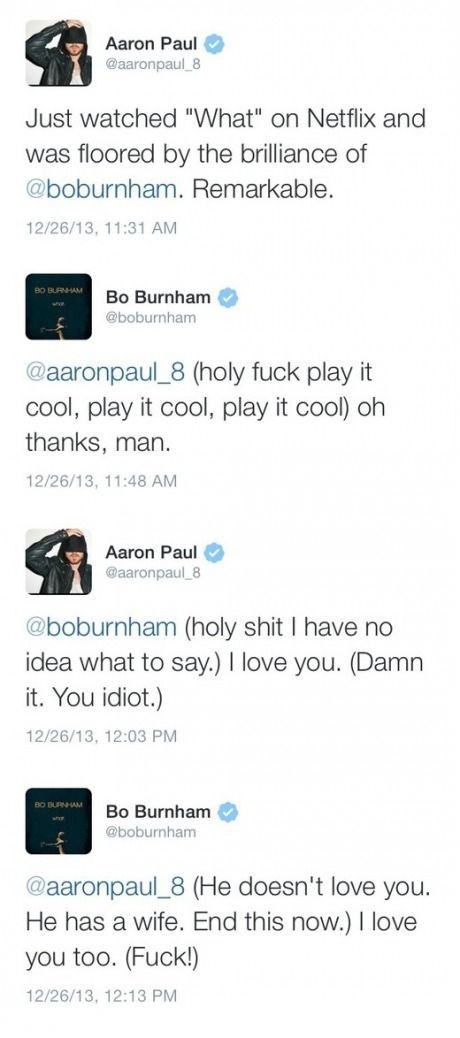 Aaron Paul
@aaronpaul_8
Just watched "What" on Netflix and
was floored by the brilliance of
@boburnham. Remarkable.
12/26/13, 11:31 AM
BO BURNHAM
what.
Bo Burnham
@boburnham
@aaronpaul_8 (holy fuck play it
cool, play it cool, play it cool) oh
thanks, man.
12/26/13, 11:48 AM
Aaron Paul
@aaronpaul_8
@boburnham (holy shit I have no
idea what to say.) I love you. (Damn
it. You idiot.)
12/26/13, 12:03 PM
BO BURNHAM
what.
Bo Burnham
@boburnham
@aaronpaul_8 (He doesn't love you.
He has a wife. End this now.) I love
you too. (Fuck!)
12/26/13, 12:13 PM